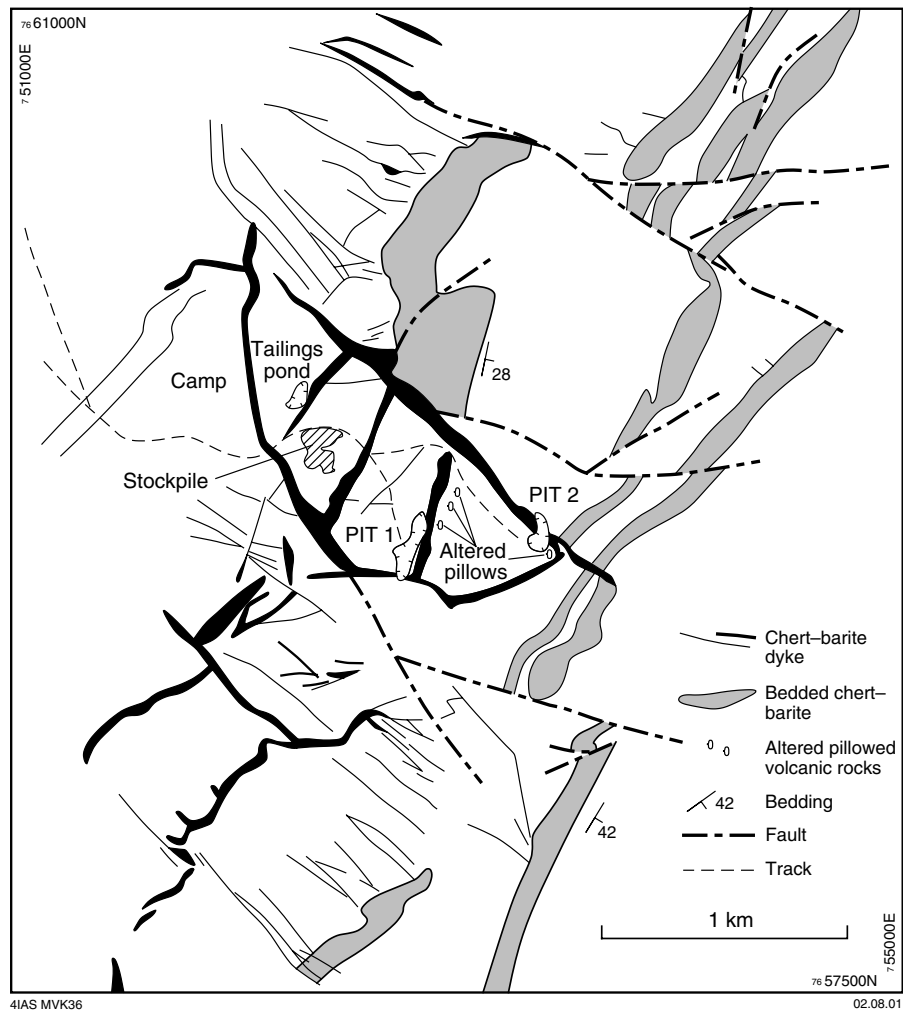 7661000N
751000E
28
Tailings
pond
Camp
Stockpile
PIT 2
PIT 1
Altered
pillows
Chert–barite
dyke
Bedded chert–
barite
Altered pillowed
volcanic rocks
42 Bedding
Fault
Track
42
1 km
755000E
7657500N
4IAS MVK36
02.08.01